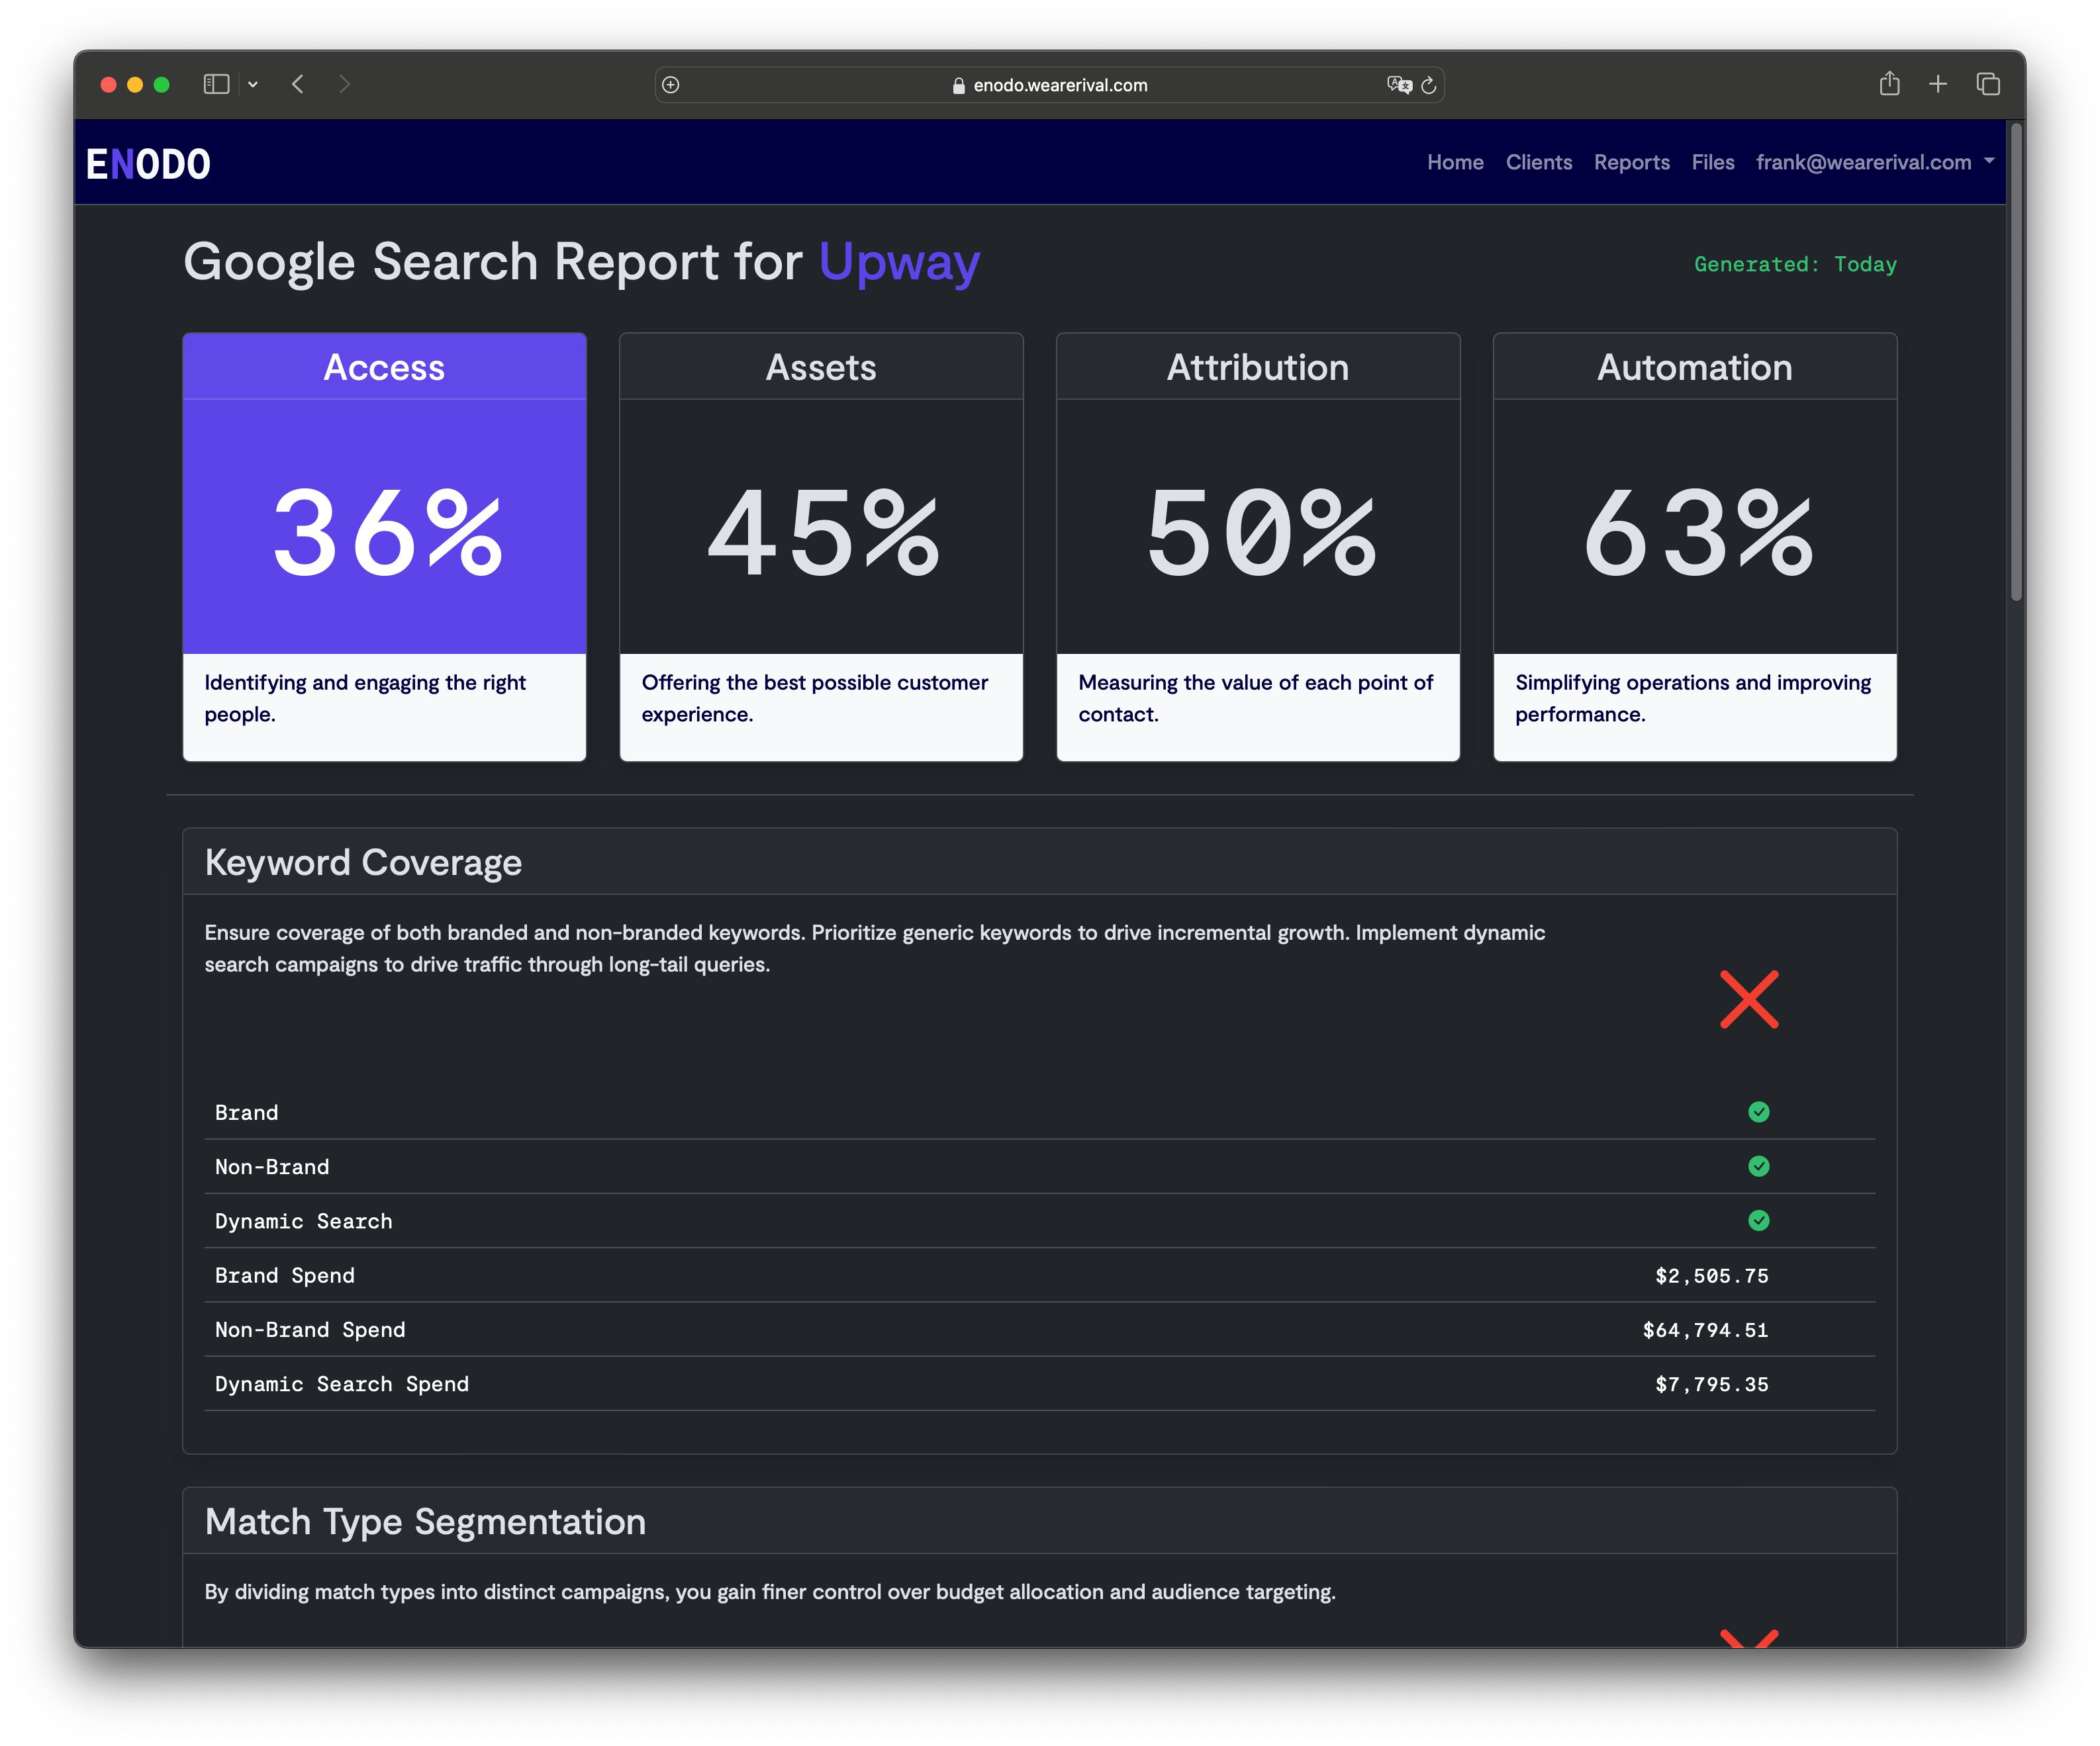 enodo.wearerival.com
ENODO
Home Clients Reports Files frank@wearerival.com
Google Search Report for Upway
Generated: Today
Access
36%
Identifying and engaging the right
people.
Assets
45%
Offering the best possible customer
experience.
Attribution
50%
Measuring the value of each point of
contact.
Automation
63%
Simplifying operations and improving
performance.
Keyword Coverage
Ensure coverage of both branded and non-branded keywords. Prioritize generic keywords to drive incremental growth. Implement dynamic
search campaigns to drive traffic through long-tail queries.
Brand
Non-Brand
Dynamic Search
Brand Spend $2,505.75
Non-Brand Spend $64,794.51
Dynamic Search Spend $7,795.35
Match Type Segmentation
By dividing match types into distinct campaigns, you gain finer control over budget allocation and audience targeting.